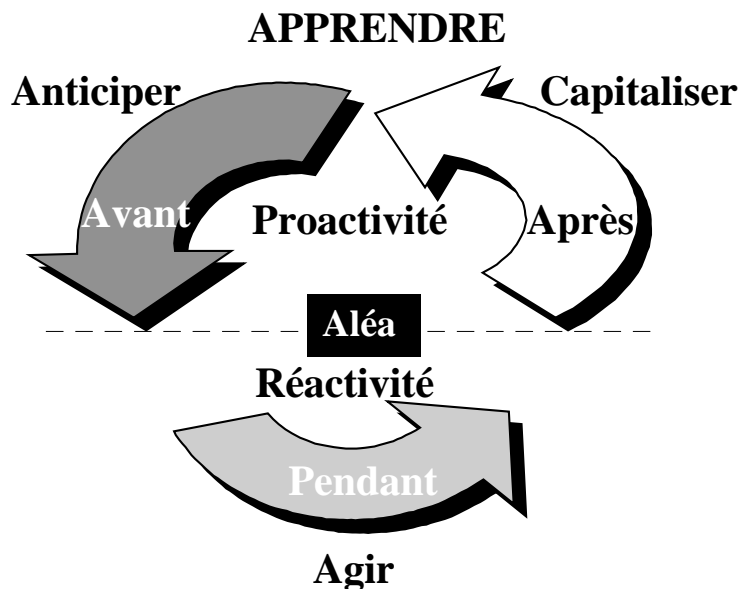 APPRENDRE
Anticiper
Capitaliser
Avant
Proactivité
Après
Aléa
Réactivité
Pendant
Agir